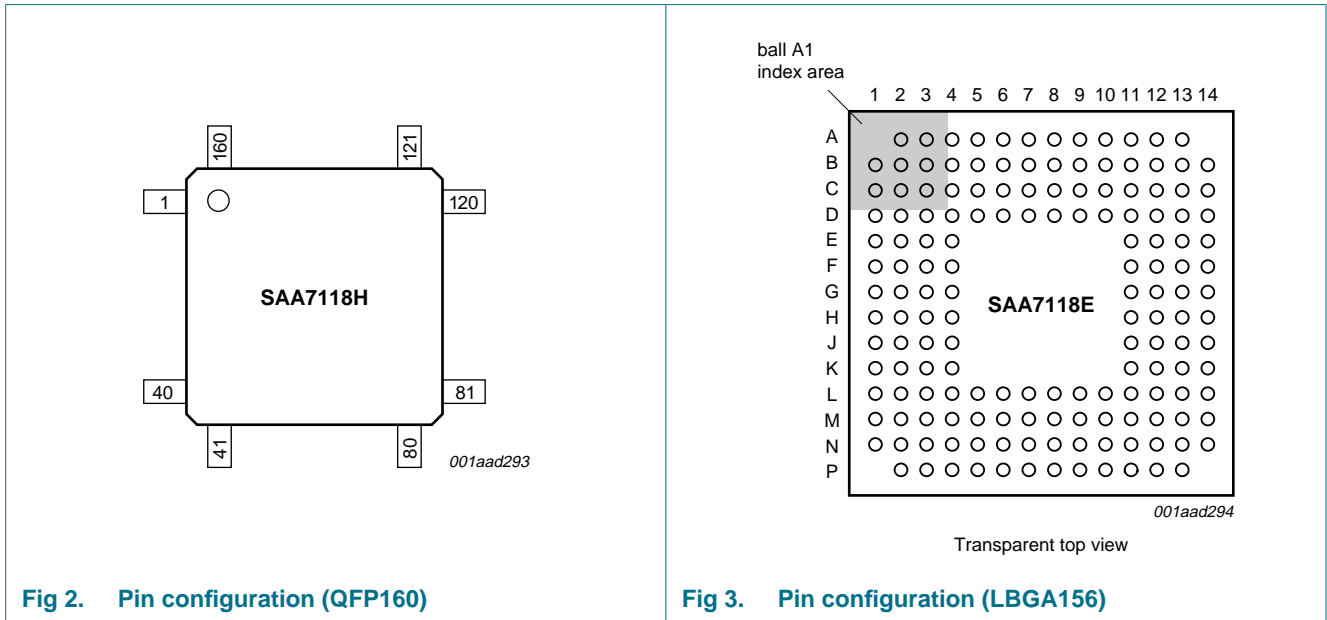 160
121
1
120
SAA7118H
40
81
41
80
001aad293
Fig 2. Pin configuration (QFP160)
ball A1
index area
1 2 3 4 5 6 7 8 9 10 11 12 13 14
A
B
C
D
E
F
G
H
J
K
L
M
N
P
SAA7118E
001aad294
Transparent top view
Fig 3. Pin configuration (LBGA156)